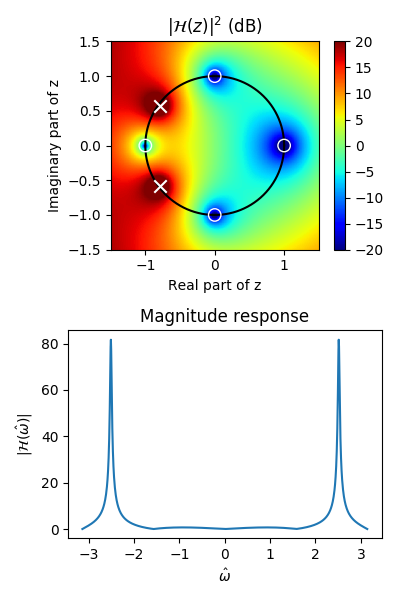 |ℋ(z)|² (dB)
Imaginary part of z
1.5
1.0
0.5
0.0
−0.5
−1.0
−1.5
−1 0 1
Real part of z
20
15
10
5
0
−5
−10
−15
−20
Magnitude response
|ℋ(ω̂)|
80
60
40
20
0
−3 −2 −1 0 1 2 3
ω̂